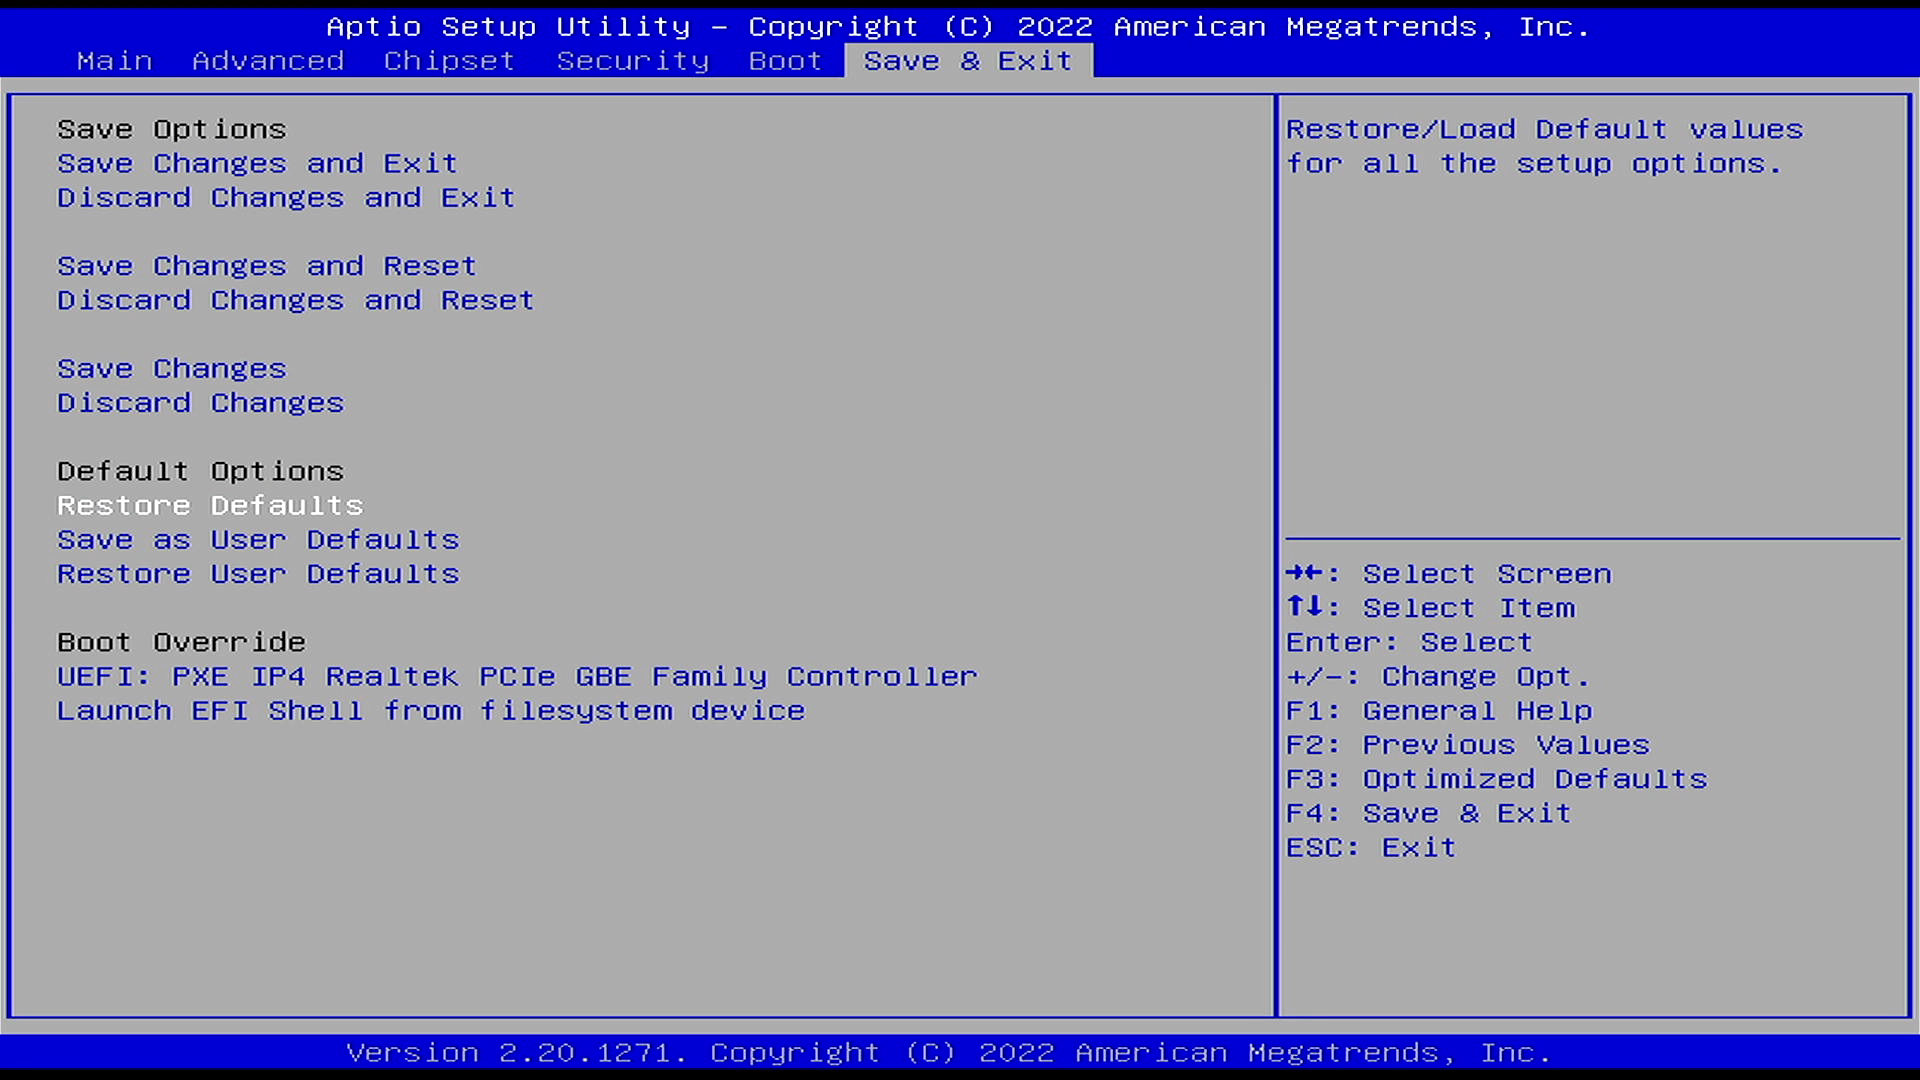 Aptio Setup Utility – Copyright (C) 2022 American Megatrends, Inc.
Main Advanced Chipset Security Boot Save & Exit
Save Options
Save Changes and Exit
Discard Changes and Exit
Save Changes and Reset
Discard Changes and Reset
Save Changes
Discard Changes
Default Options
Restore Defaults
Save as User Defaults
Restore User Defaults
Boot Override
UEFI: PXE IP4 Realtek PCIe GBE Family Controller
Launch EFI Shell from filesystem device
Restore/Load Default values
for all the setup options.
→←: Select Screen
↑↓: Select Item
Enter: Select
+/-: Change Opt.
F1: General Help
F2: Previous Values
F3: Optimized Defaults
F4: Save & Exit
ESC: Exit
Version 2.20.1271. Copyright (C) 2022 American Megatrends, Inc.